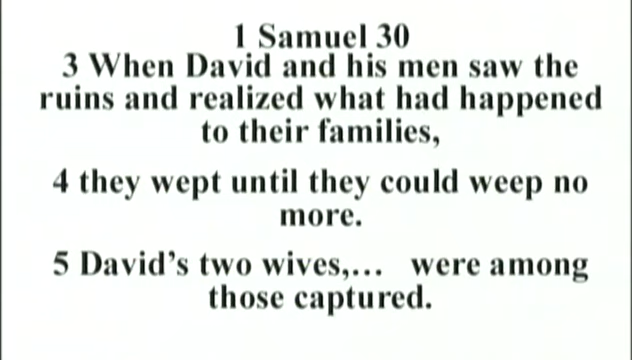 1 Samuel 30
3 When David and his men saw the
ruins and realized what had happened
to their families,
4 they wept until they could weep no
more.
5 David’s two wives,… were among
those captured.